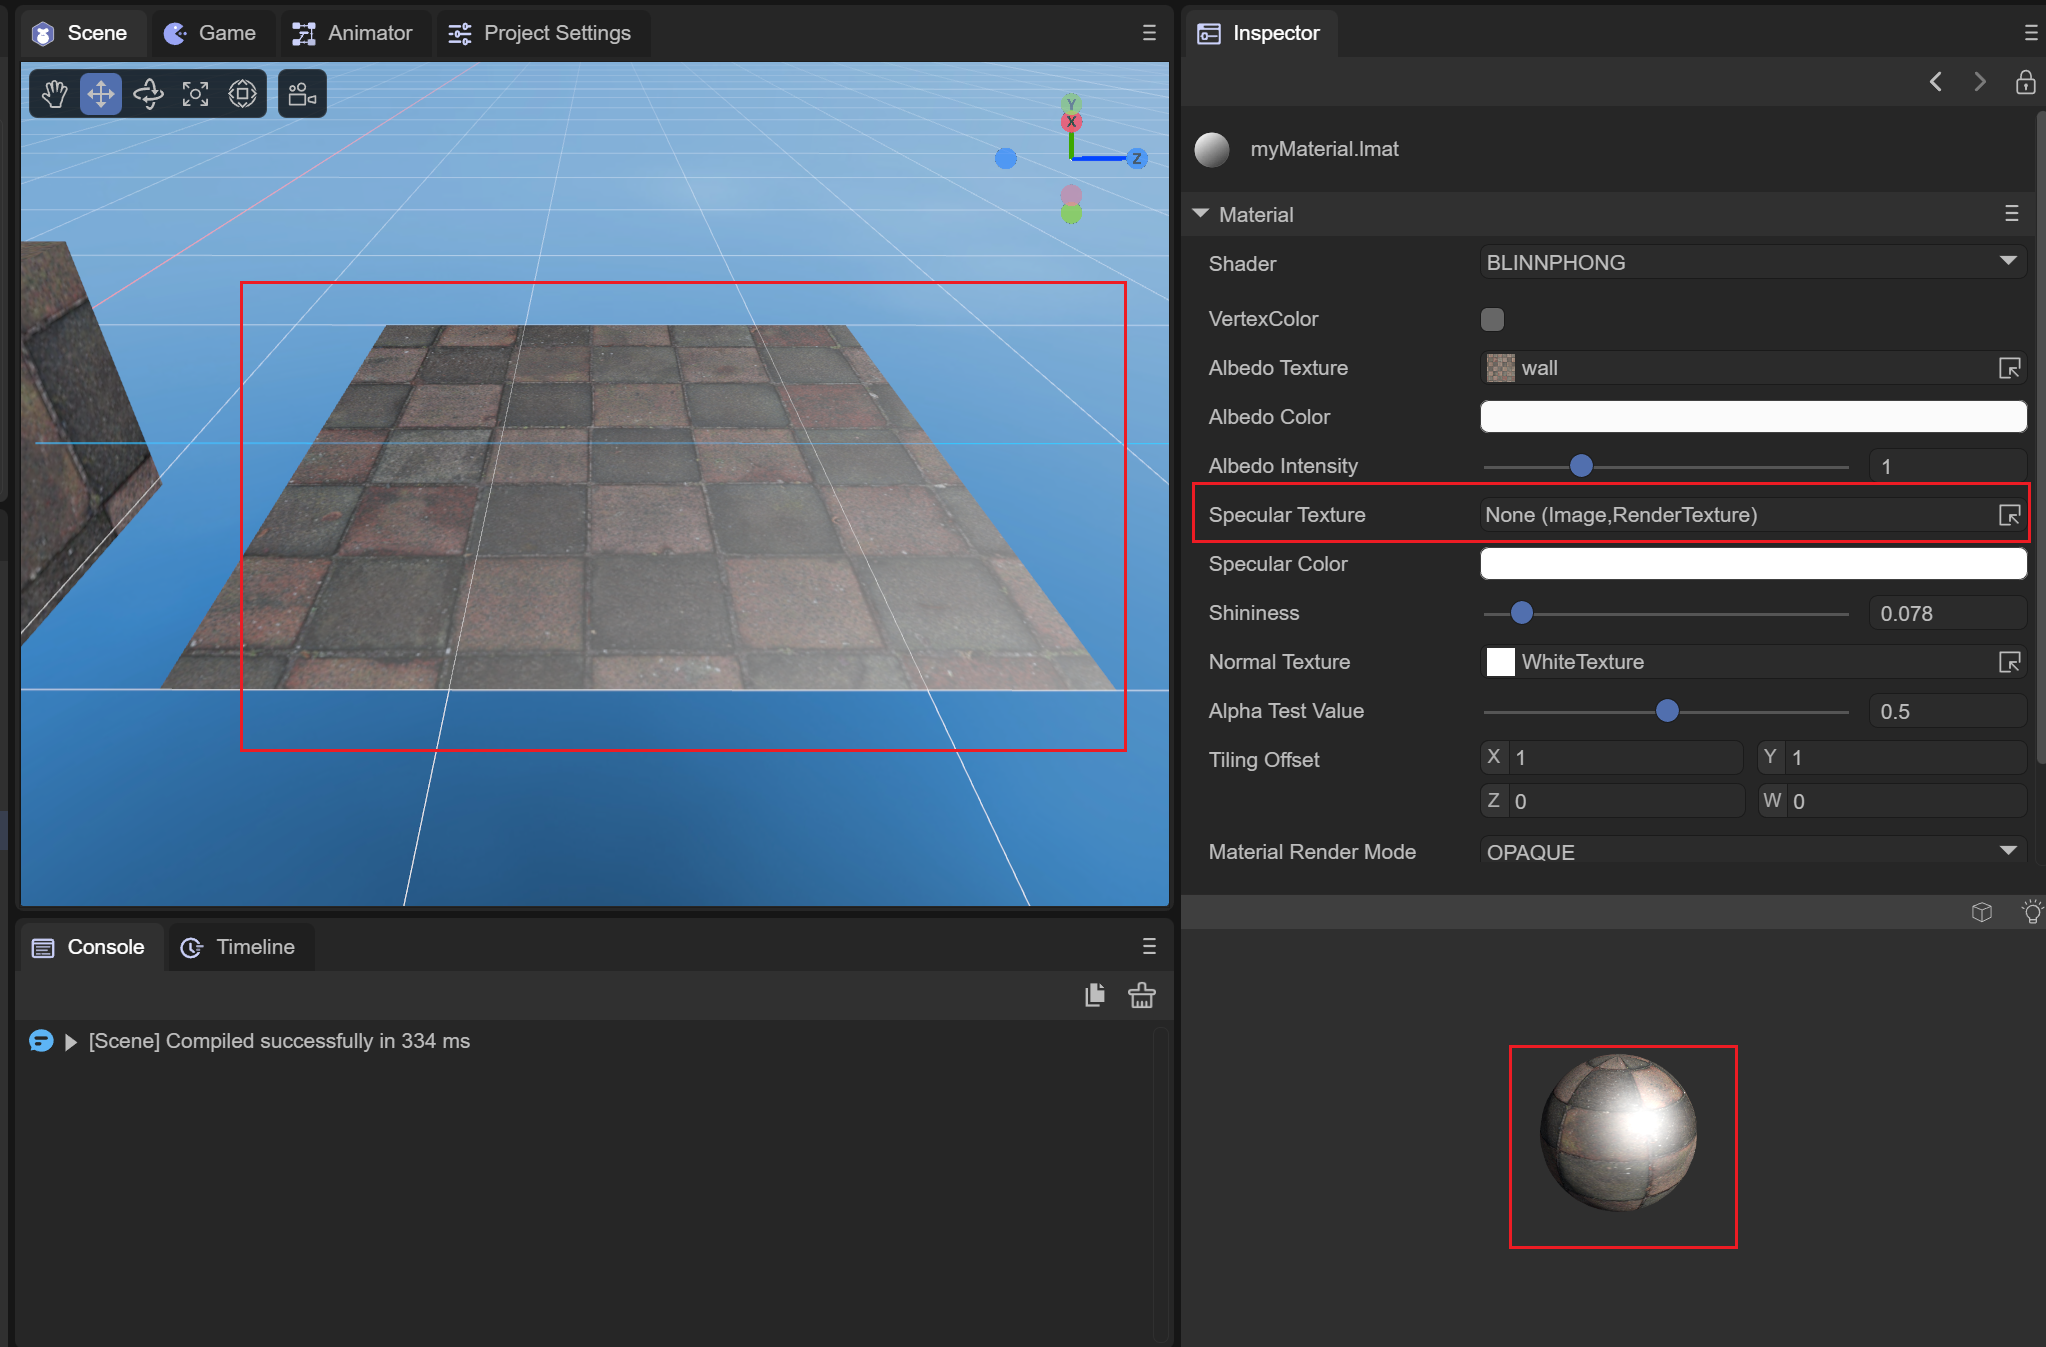 Scene
Game
Animator
Project Settings
Y
X
Z
Inspector
myMaterial.lmat
Material
Shader
BLINNPHONG
VertexColor
Albedo Texture
wall
Albedo Color
Albedo Intensity
1
Specular Texture
None (Image,RenderTexture)
Specular Color
Shininess
0.078
Normal Texture
WhiteTexture
Alpha Test Value
0.5
Tiling Offset
X 1
Y 1
Z 0
W 0
Material Render Mode
OPAQUE
Console
Timeline
[Scene] Compiled successfully in 334 ms